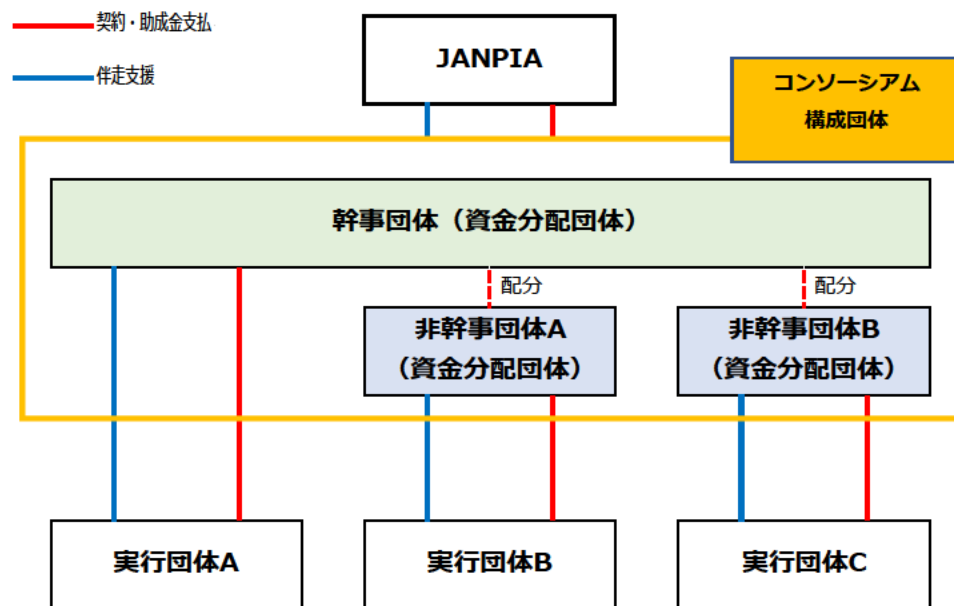 契約・助成金支払
伴走支援
JANPIA
コンソーシアム
構成団体
幹事団体（資金分配団体）
配分
配分
非幹事団体A
（資金分配団体）
非幹事団体B
（資金分配団体）
実行団体A
実行団体B
実行団体C